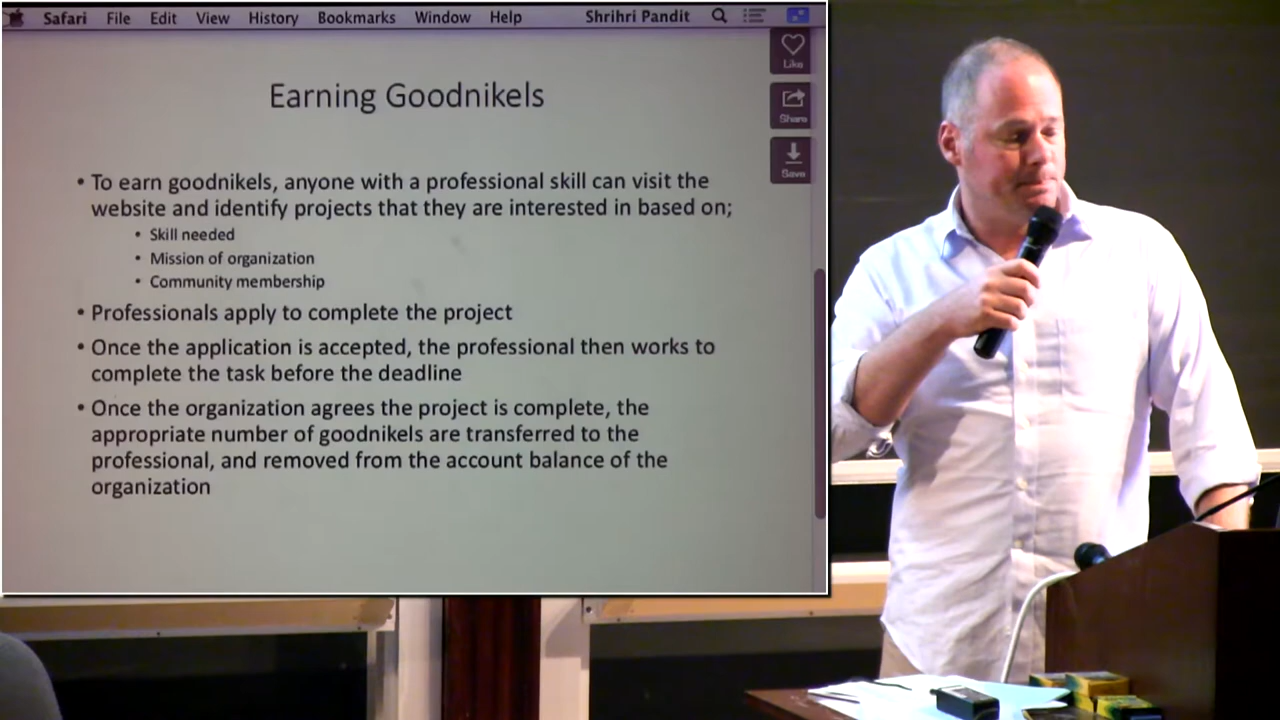 Safari File Edit View History Bookmarks Window Help Shrihri Pandit
Like
Share
Save
Earning Goodnikels
• To earn goodnikels, anyone with a professional skill can visit the
website and identify projects that they are interested in based on;
• Skill needed
• Mission of organization
• Community membership
• Professionals apply to complete the project
• Once the application is accepted, the professional then works to
complete the task before the deadline
• Once the organization agrees the project is complete, the
appropriate number of goodnikels are transferred to the
professional, and removed from the account balance of the
organization